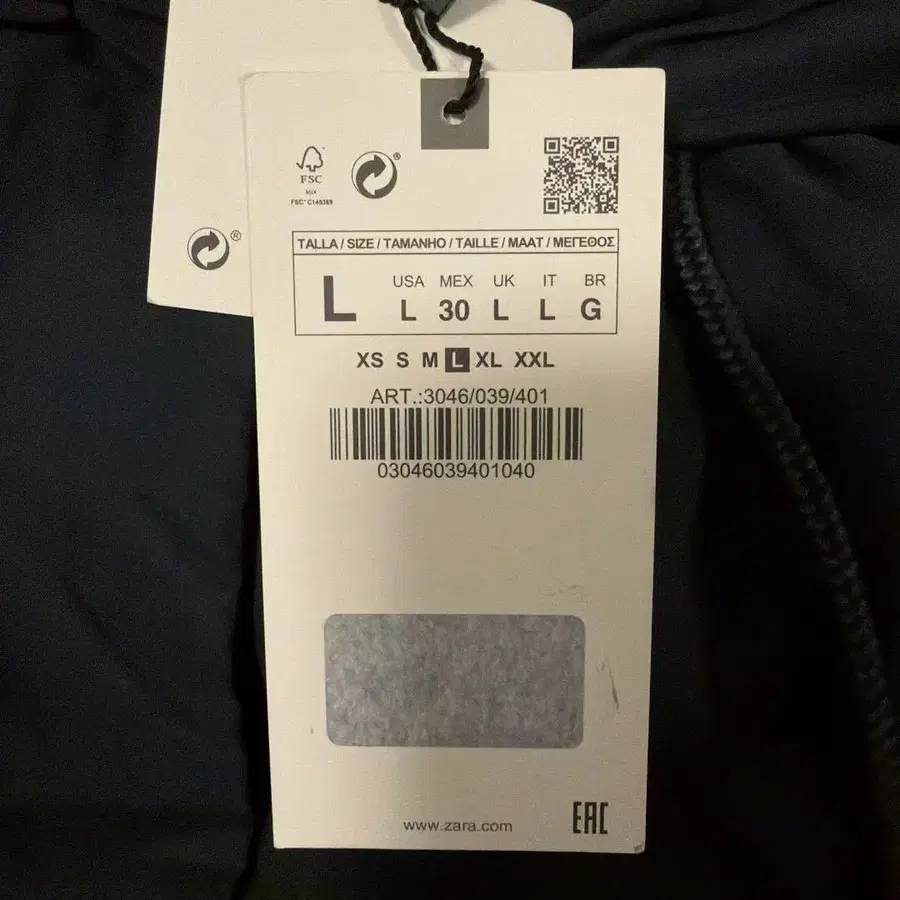 FSC
MIX
FSC® C146389
®
®
TALLA / SIZE / TAMANHO / TAILLE / MAAT / ΜΕΓΕΘΟΣ
L
USA MEX UK IT BR
L 30 L L G
XS S M L XL XXL
ART.:3046/039/401
03046039401040
www.zara.com
EAC